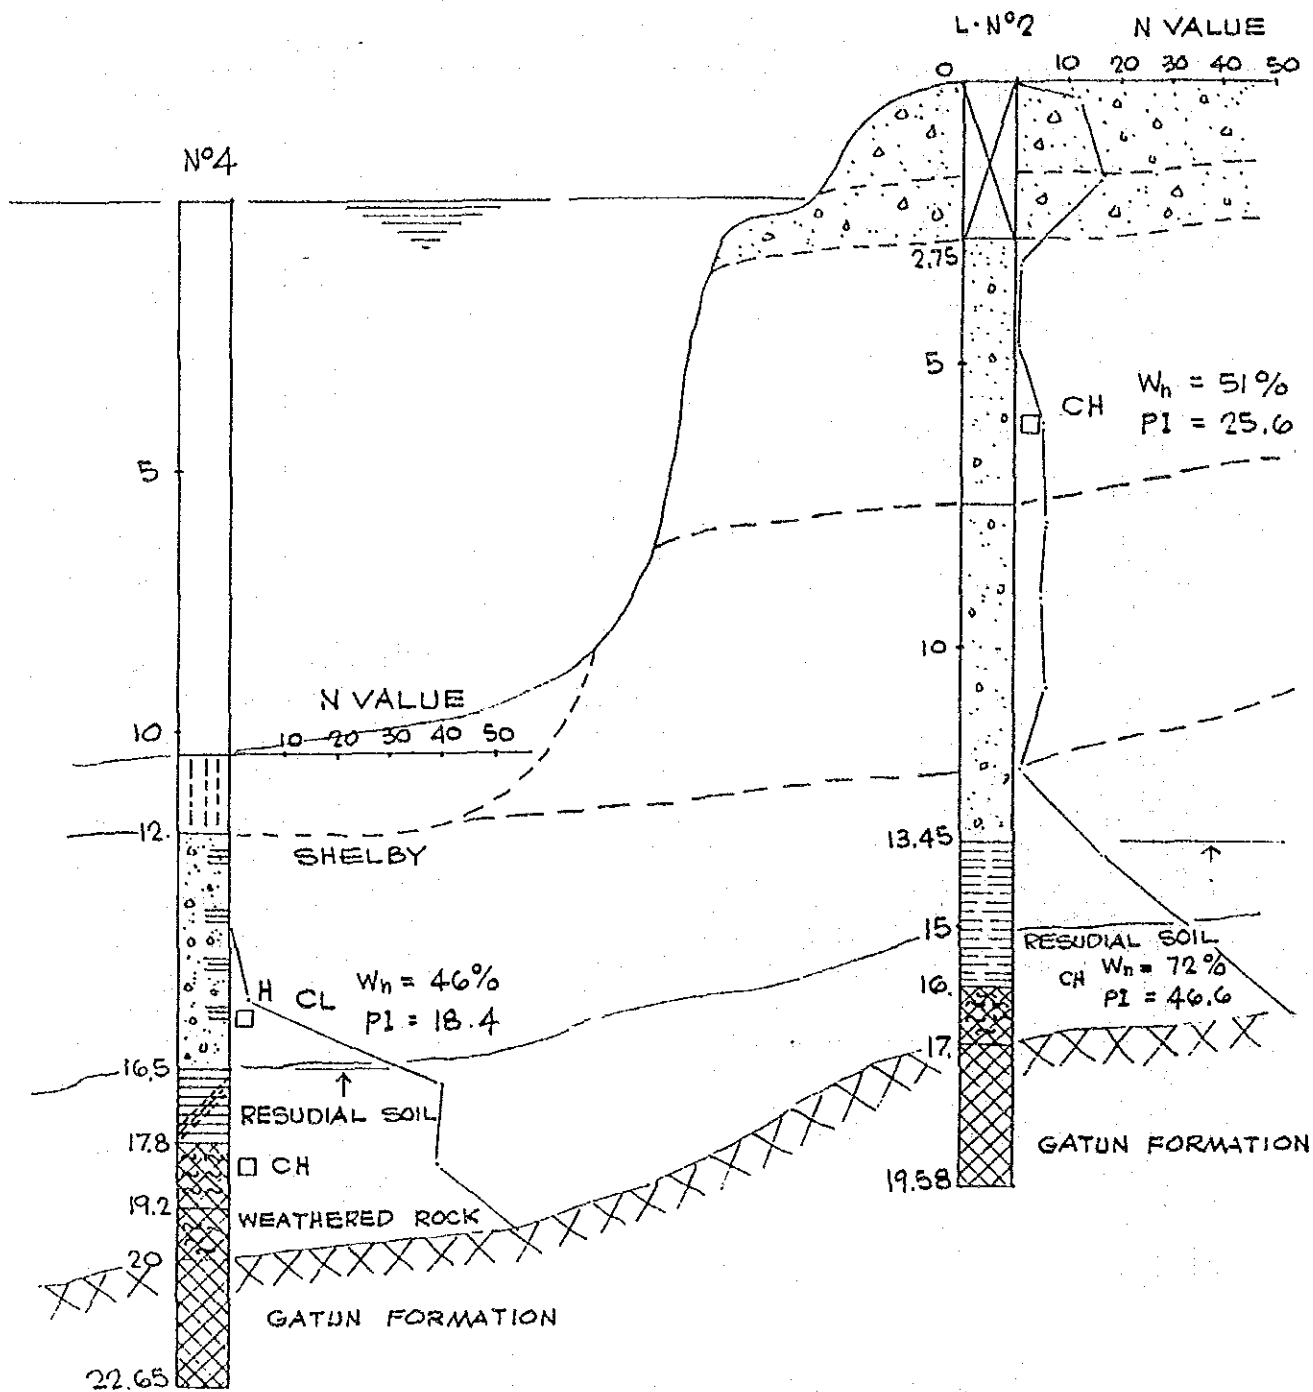 L·Nº2 N VALUE
0 10 20 30 40 50
Nº4
2.75
5
CH
Wn = 51%
PI = 25.6
5
10
N VALUE
10 20 30 40 50
10
12.
SHELBY
13.45
15
RESUDIAL SOIL
CH Wn = 72%
PI = 46.6
16.
17.
H CL
Wn = 46%
PI = 18.4
16.5
RESUDIAL SOIL
17.8
CH
19.2
WEATHERED ROCK
20
GATUN FORMATION
19.58
GATUN FORMATION
22.65